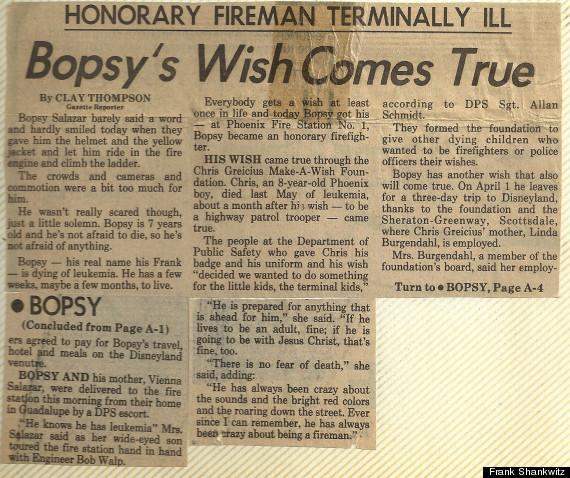 HONORARY FIREMAN TERMINALLY ILL
Bopsy's Wish Comes True
By CLAY THOMPSON
Gazette Reporter
Bopsy Salazar barely said a word
and hardly smiled today when they
gave him the helmet and the yellow
jacket and let him ride in the fire
engine and climb the ladder.
The crowds and cameras and
commotion were a bit too much for
him.
He wasn't really scared though,
just a little solemn. Bopsy is 7 years
old and he's not afraid to die, so he's
not afraid of anything.
Bopsy — his real name his Frank
— is dying of leukemia. He has a few
weeks, maybe a few months, to live.
Everybody gets a wish at least
once in life and today Bopsy got his
— at Phoenix Fire Station No. 1,
Bopsy became an honorary firefigh-
ter.
HIS WISH came true through the
Chris Greicius Make-A-Wish Foun-
dation. Chris, an 8-year-old Phoenix
boy, died last May of leukemia,
about a month after his wish — to
be a highway patrol trooper — came
true.
The people at the Department of
Public Safety who gave Chris his
badge and his uniform and his wish
"decided we wanted to do something
for the little kids, the terminal kids,"
according to DPS Sgt. Allan
Schmidt.
They formed the foundation to
give other dying children who
wanted to be firefighters or police
officers their wishes.
Bopsy has another wish that also
will come true. On April 1 he leaves
for a three-day trip to Disneyland,
thanks to the foundation and the
Sheraton-Greenway, Scottsdale,
where Chris Greicius' mother, Linda
Burgendahl, is employed.
Mrs. Burgendahl, a member of the
foundation's board, said her employ-
Turn to ● BOPSY, Page A-4
● BOPSY
(Concluded from Page A-1)
ers agreed to pay for Bopsy's travel,
hotel and meals on the Disneyland
venutre.
BOPSY AND his mother, Vienna
Salazar, were delivered to the fire
station this morning from their home
in Guadalupe by a DPS escort.
"He knows he has leukemia" Mrs.
Salazar said as her wide-eyed son
toured the fire station hand in hand
with Engineer Bob Walp.
"He is prepared for anything that
is ahead for him," she said. "If he
lives to be an adult, fine; if he is
going to be with Jesus Christ, that's
fine, too.
"There is no fear of death," she
said, adding:
"He has always been crazy about
the sounds and the bright red colors
and the roaring down the street. Ever
since I can remember, he has always
been crazy about being a fireman."
Frank Shankwitz